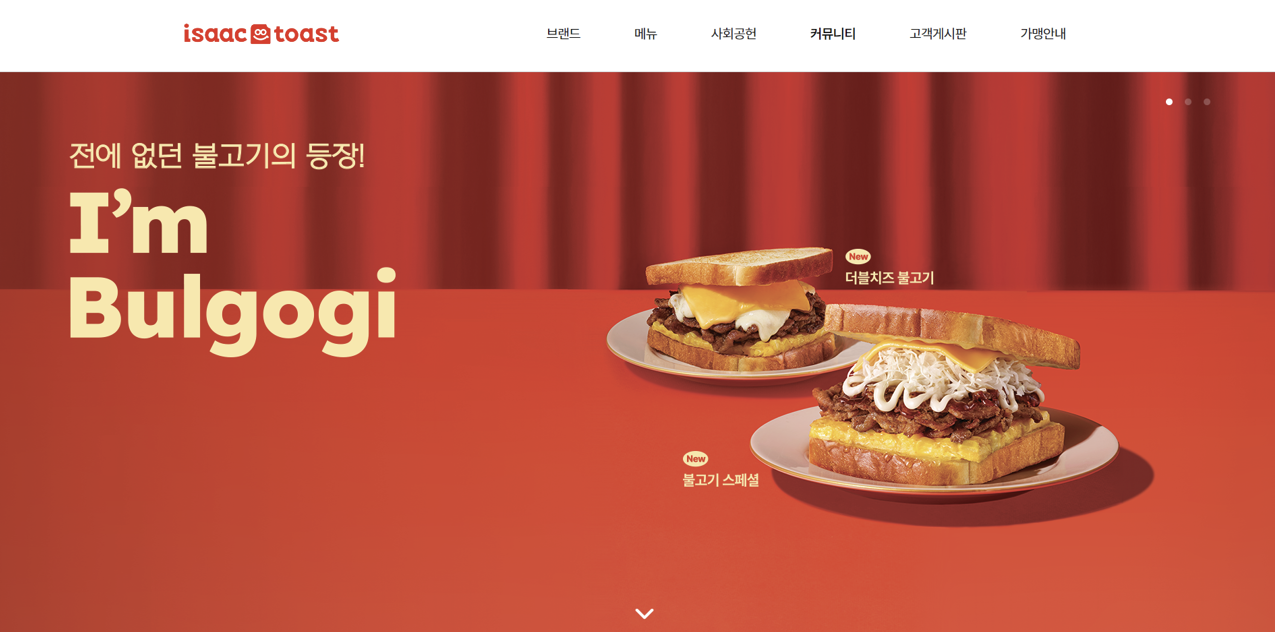 isaac toast
브랜드
메뉴
사회공헌
커뮤니티
고객게시판
가맹안내
전에 없던 불고기의 등장!
I'm
Bulgogi
New
더블치즈 불고기
New
불고기 스페셜